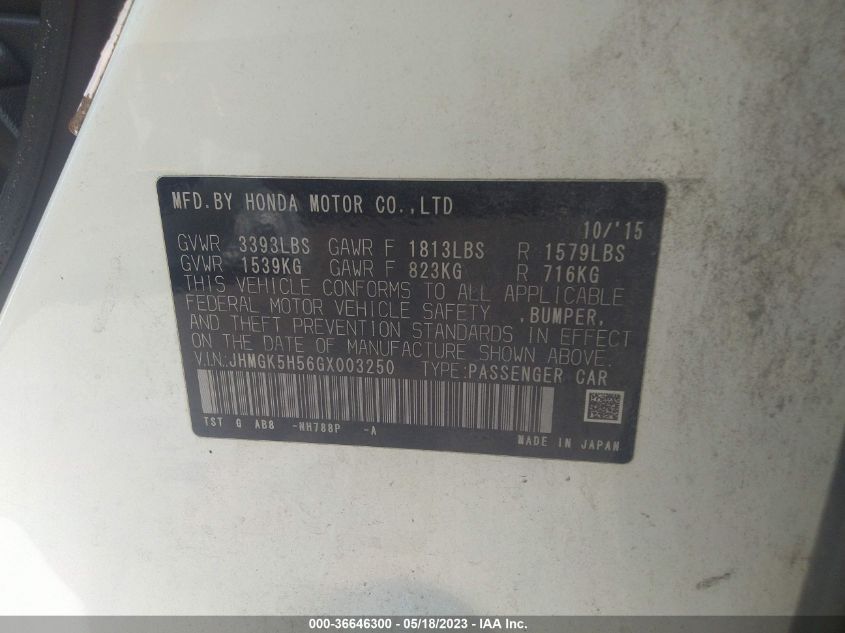 MFD.BY HONDA MOTOR CO.,LTD
10/'15
GVWR 3393LBS GAWR F 1813LBS R 1579LBS
GVWR 1539KG GAWR F 823KG R 716KG
THIS VEHICLE CONFORMS TO ALL APPLICABLE
FEDERAL MOTOR VEHICLE SAFETY ,BUMPER,
AND THEFT PREVENTION STANDARDS IN EFFECT
ON THE DATE OF MANUFACTURE SHOWN ABOVE.
V.I.N:JHMGK5H56GX003250 TYPE:PASSENGER CAR
TST G AB8 -NH788P -A
MADE IN JAPAN
000-36646300 - 05/18/2023 - IAAI - Copart, Inc.